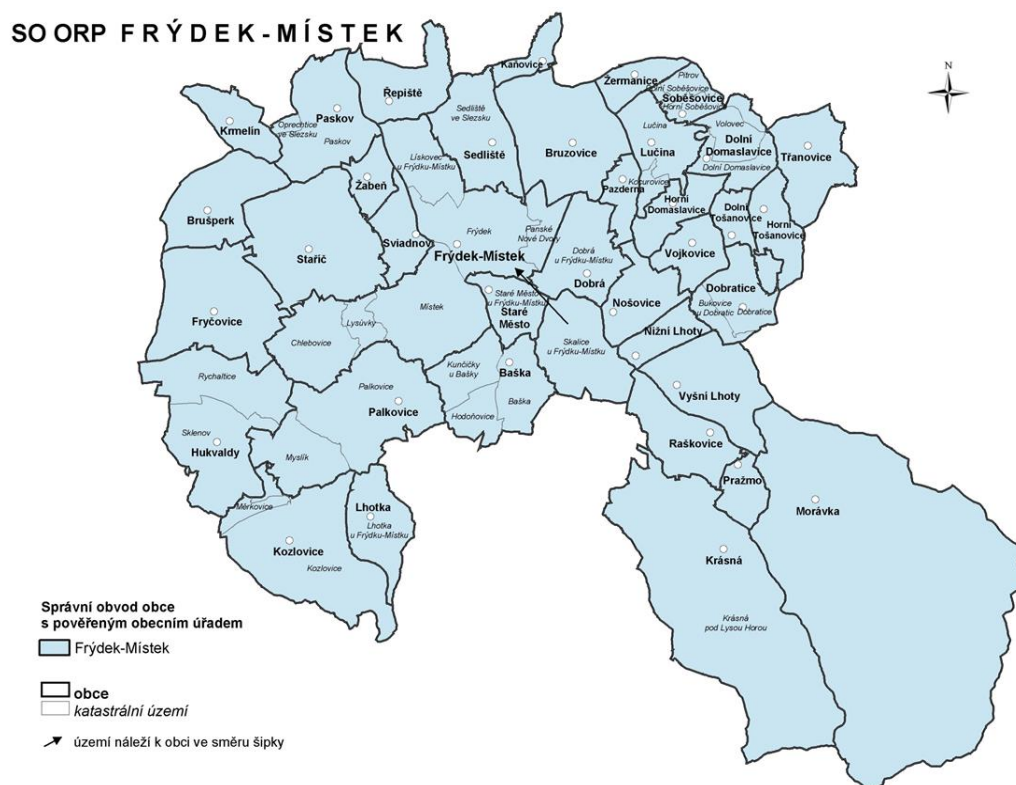 SO ORP FRÝDEK-MÍSTEK
N
Kaňovice
Řepiště
Žermanice
Pitrov
Dolní Soběšovice
Soběšovice
Horní Soběšovice
Paskov
Oprechtice
ve Slezsku
Paskov
Krmelín
Sedliště
ve Slezsku
Sedliště
Bruzovice
Lučina
Lučina
Volovec
Dolní
Domaslavice
Dolní Domaslavice
Třanovice
Lískovec
u Frýdku-Místku
Žabeň
Pazderna
Kocurovice
Horní
Domaslavice
Dolní
Tošanovice
Horní
Tošanovice
Brušperk
Sviadnov
Frýdek
Panské
Nové Dvory
Frýdek-Místek
Dobrá
u Frýdku-Místku
Dobrá
Vojkovice
Staříč
Staré Město
u Frýdku-Místku
Staré
Město
Místek
Nošovice
Dobratice
Bukovice
u Dobratic
Dobratice
Fryčovice
Lysůvky
Chlebovice
Skalice
u Frýdku-Místku
Nižní Lhoty
Kunčičky
u Bašky
Baška
Baška
Hodoňovice
Rychaltice
Palkovice
Palkovice
Vyšní Lhoty
Sklenov
Hukvaldy
Myslík
Raškovice
Pražmo
Morávka
Měrkovice
Lhotka
Lhotka
u Frýdku-Místku
Kozlovice
Kozlovice
Krásná
Krásná
pod Lysou Horou
Správní obvod obce
s pověřeným obecním úřadem
Frýdek-Místek
obce
katastrální území
území náleží k obci ve směru šipky